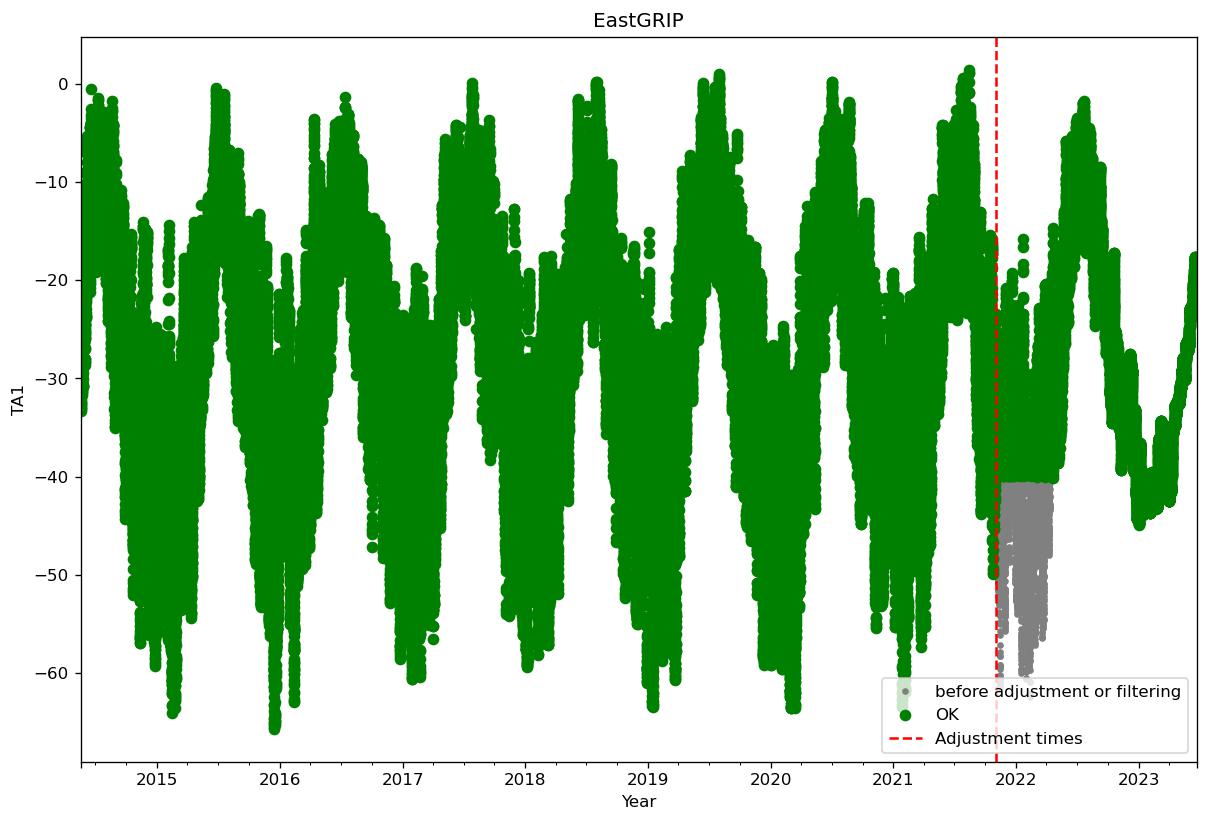 EastGRIP
TA1
0
−10
−20
−30
−40
−50
−60
before adjustment or filtering
OK
Adjustment times
2015 2016 2017 2018 2019 2020 2021 2022 2023
Year